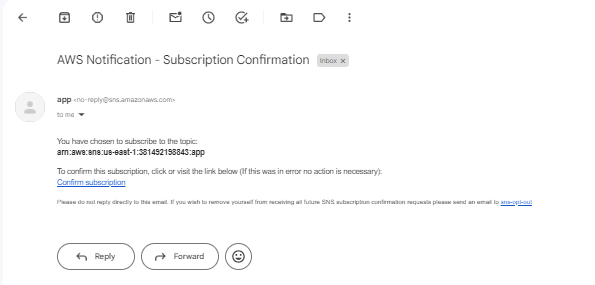 AWS Notification - Subscription Confirmation Inbox ×
app <no-reply@sns.amazonaws.com>
to me
You have chosen to subscribe to the topic:
arn:aws:sns:us-east-1:381492198843:app
To confirm this subscription, click or visit the link below (If this was in error no action is necessary):
Confirm subscription
Please do not reply directly to this email. If you wish to remove yourself from receiving all future SNS subscription confirmation requests please send an email to sns-opt-out
Reply Forward